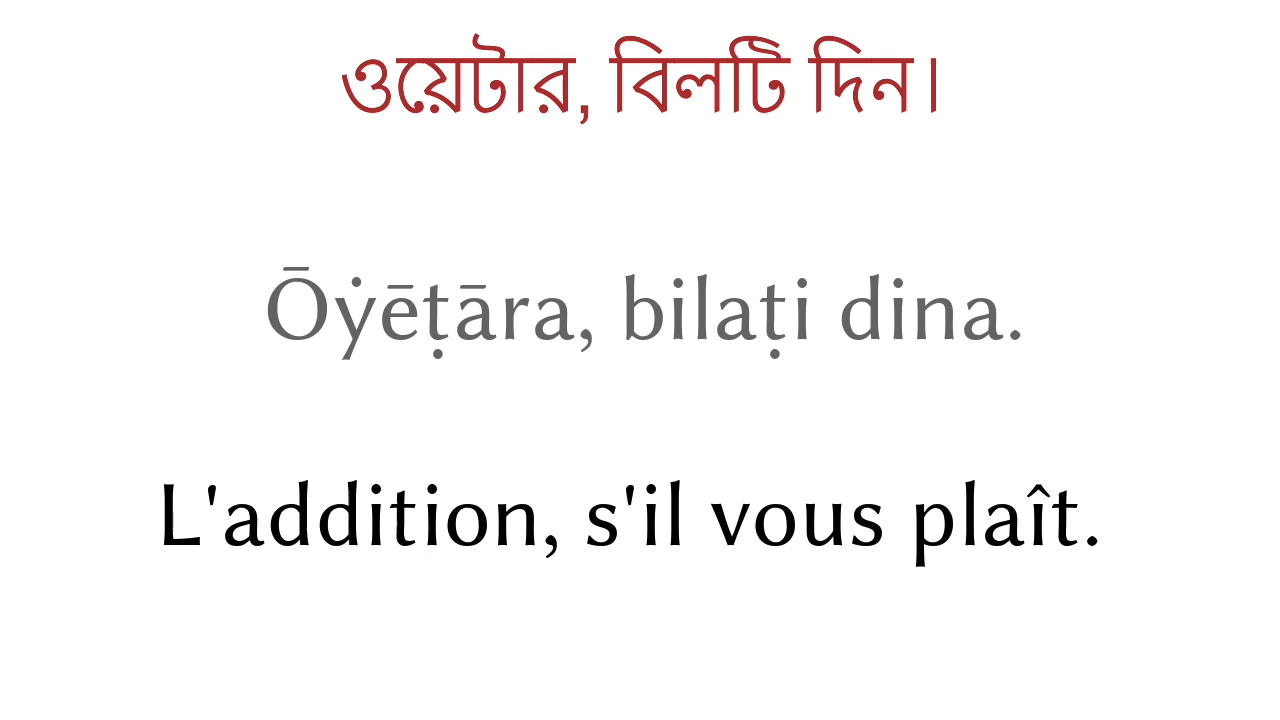 ওয়েটার, বিলটি দিন।
Ōẏēṭāra, bilaṭi dina.
L'addition, s'il vous plaît.